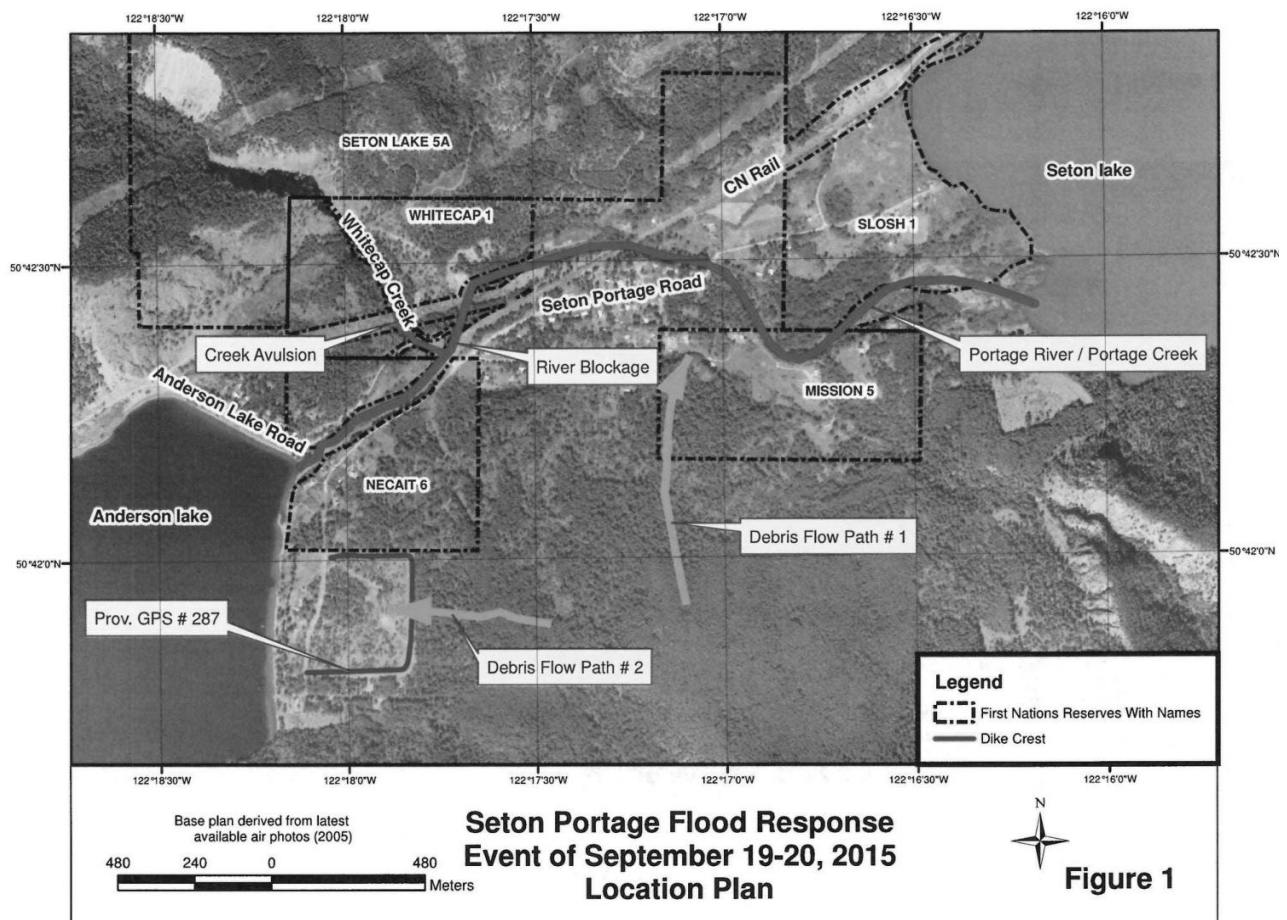 122°18'30"W 122°18'0"W 122°17'30"W 122°17'0"W 122°16'30"W 122°16'0"W
SETON LAKE 5A
Seton lake
CN Rail
WHITECAP 1
SLOSH 1
Whitecap Creek
50°42'30"N
50°42'30"N
Seton Portage Road
Creek Avulsion
River Blockage
Portage River / Portage Creek
MISSION 5
Anderson Lake Road
NECAIT 6
Anderson lake
Debris Flow Path # 1
50°42'0"N
50°42'0"N
Prov. GPS # 287
Debris Flow Path # 2
Legend
First Nations Reserves With Names
Dike Crest
122°18'30"W 122°18'0"W 122°17'30"W 122°17'0"W 122°16'30"W 122°16'0"W
Base plan derived from latest
available air photos (2005)
480 240 0 480
Meters
Seton Portage Flood Response
Event of September 19-20, 2015
Location Plan
N
Figure 1